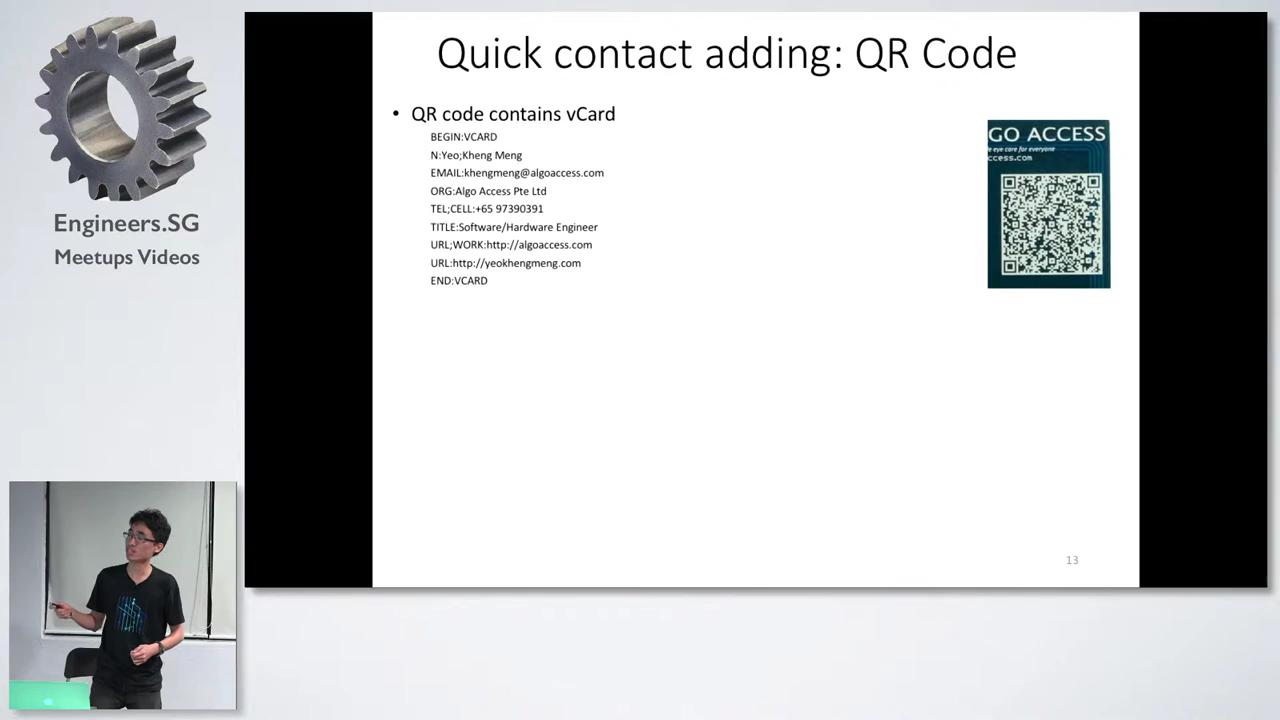 Engineers.SG
Meetups Videos
Quick contact adding: QR Code
• QR code contains vCard
BEGIN:VCARD
N:Yeo;Kheng Meng
EMAIL:khengmeng@algoaccess.com
ORG:Algo Access Pte Ltd
TEL;CELL:+65 97390391
TITLE:Software/Hardware Engineer
URL;WORK:http://algoaccess.com
URL:http://yeokhengmeng.com
END:VCARD
GO ACCESS
e eye care for everyone
ccess.com
13